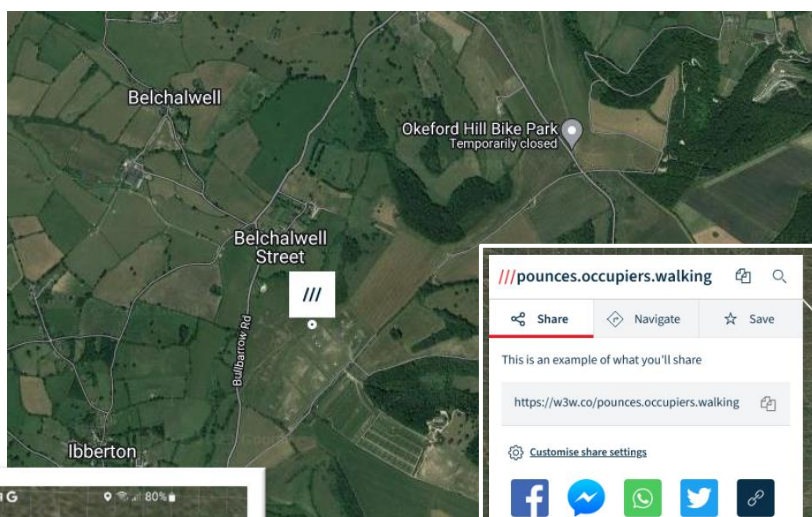 Belchalwell
Okeford Hill Bike Park
Temporarily closed
Belchalwell
Street
///
Bullbarrow Rd
Ibberton
///pounces.occupiers.walking
Share
Navigate
Save
This is an example of what you'll share
https://w3w.co/pounces.occupiers.walking
Customise share settings
G
80%